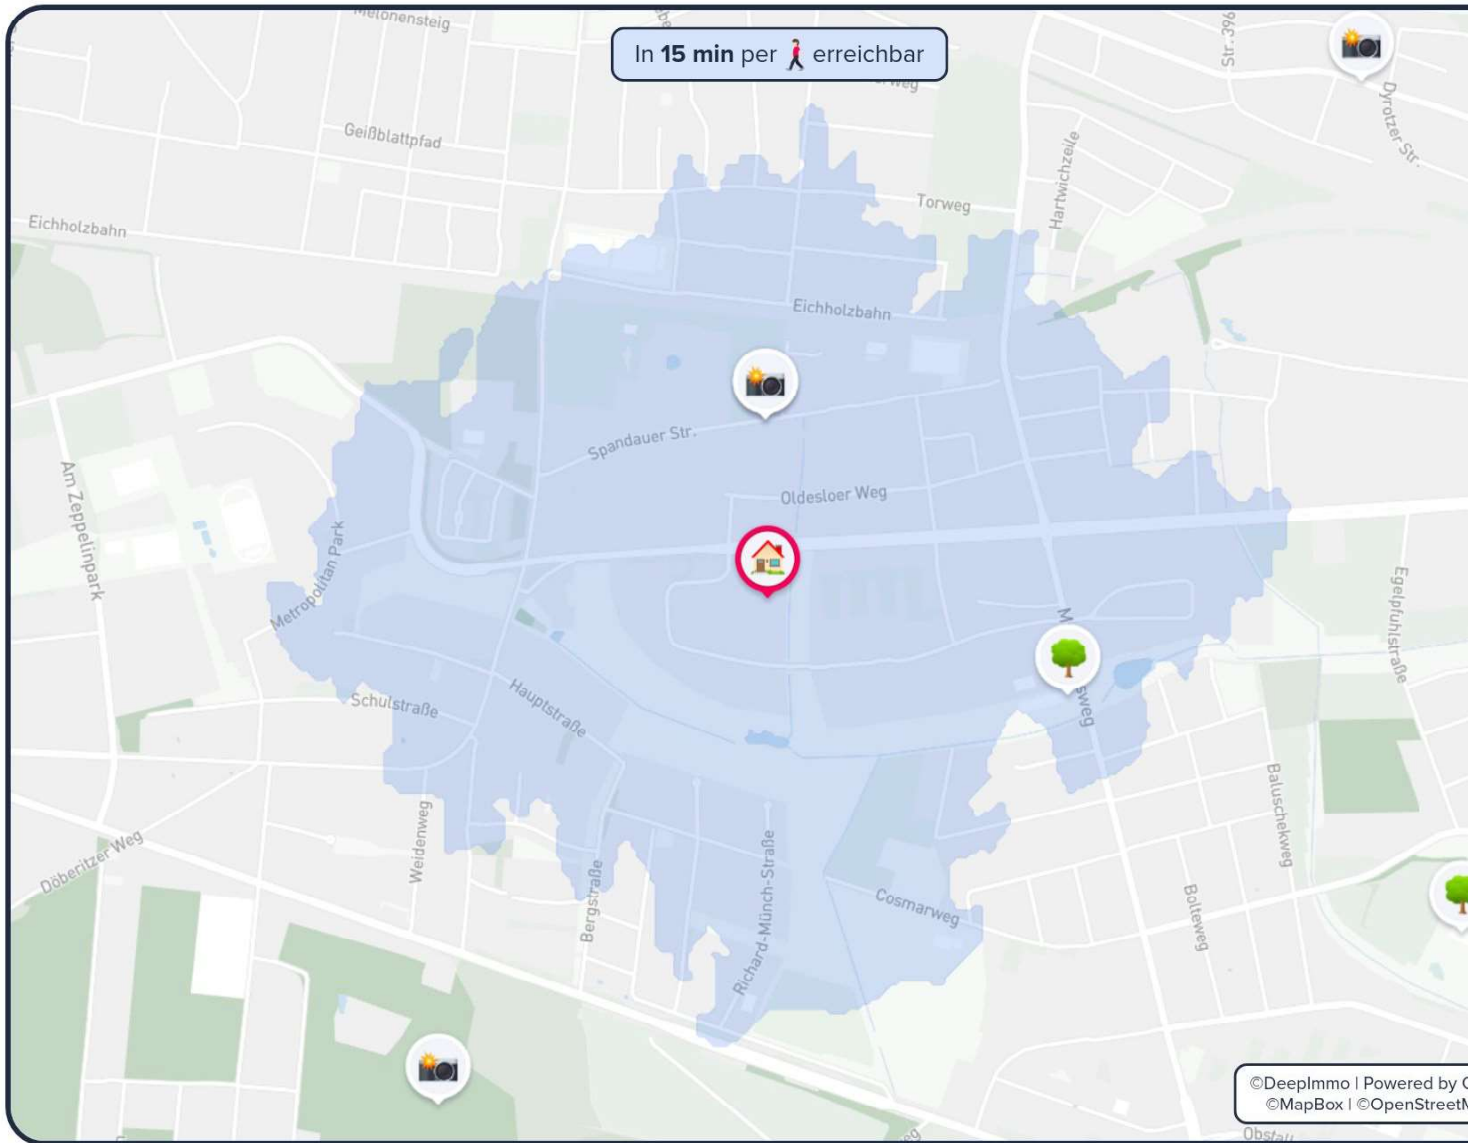 Melonensteig
In 15 min per erreichbar
Str. 396
Dyrotzer Str.
Geißblattpfad
Hartwichzeile
Torweg
Eichholzbahn
Eichholzbahn
Spandauer Str.
Oldesloer Weg
Am Zeppelinpark
Metropolitan Park
Egelpfuhlstraße
Schulstraße
Hauptstraße
Baluschekweg
Weidenweg
Döberitzer Weg
Bergstraße
Richard-Münch-Straße
Cosmarweg
Bolteweg
©DeepImmo | Powered by
©MapBox | ©OpenStreetM
Obstall